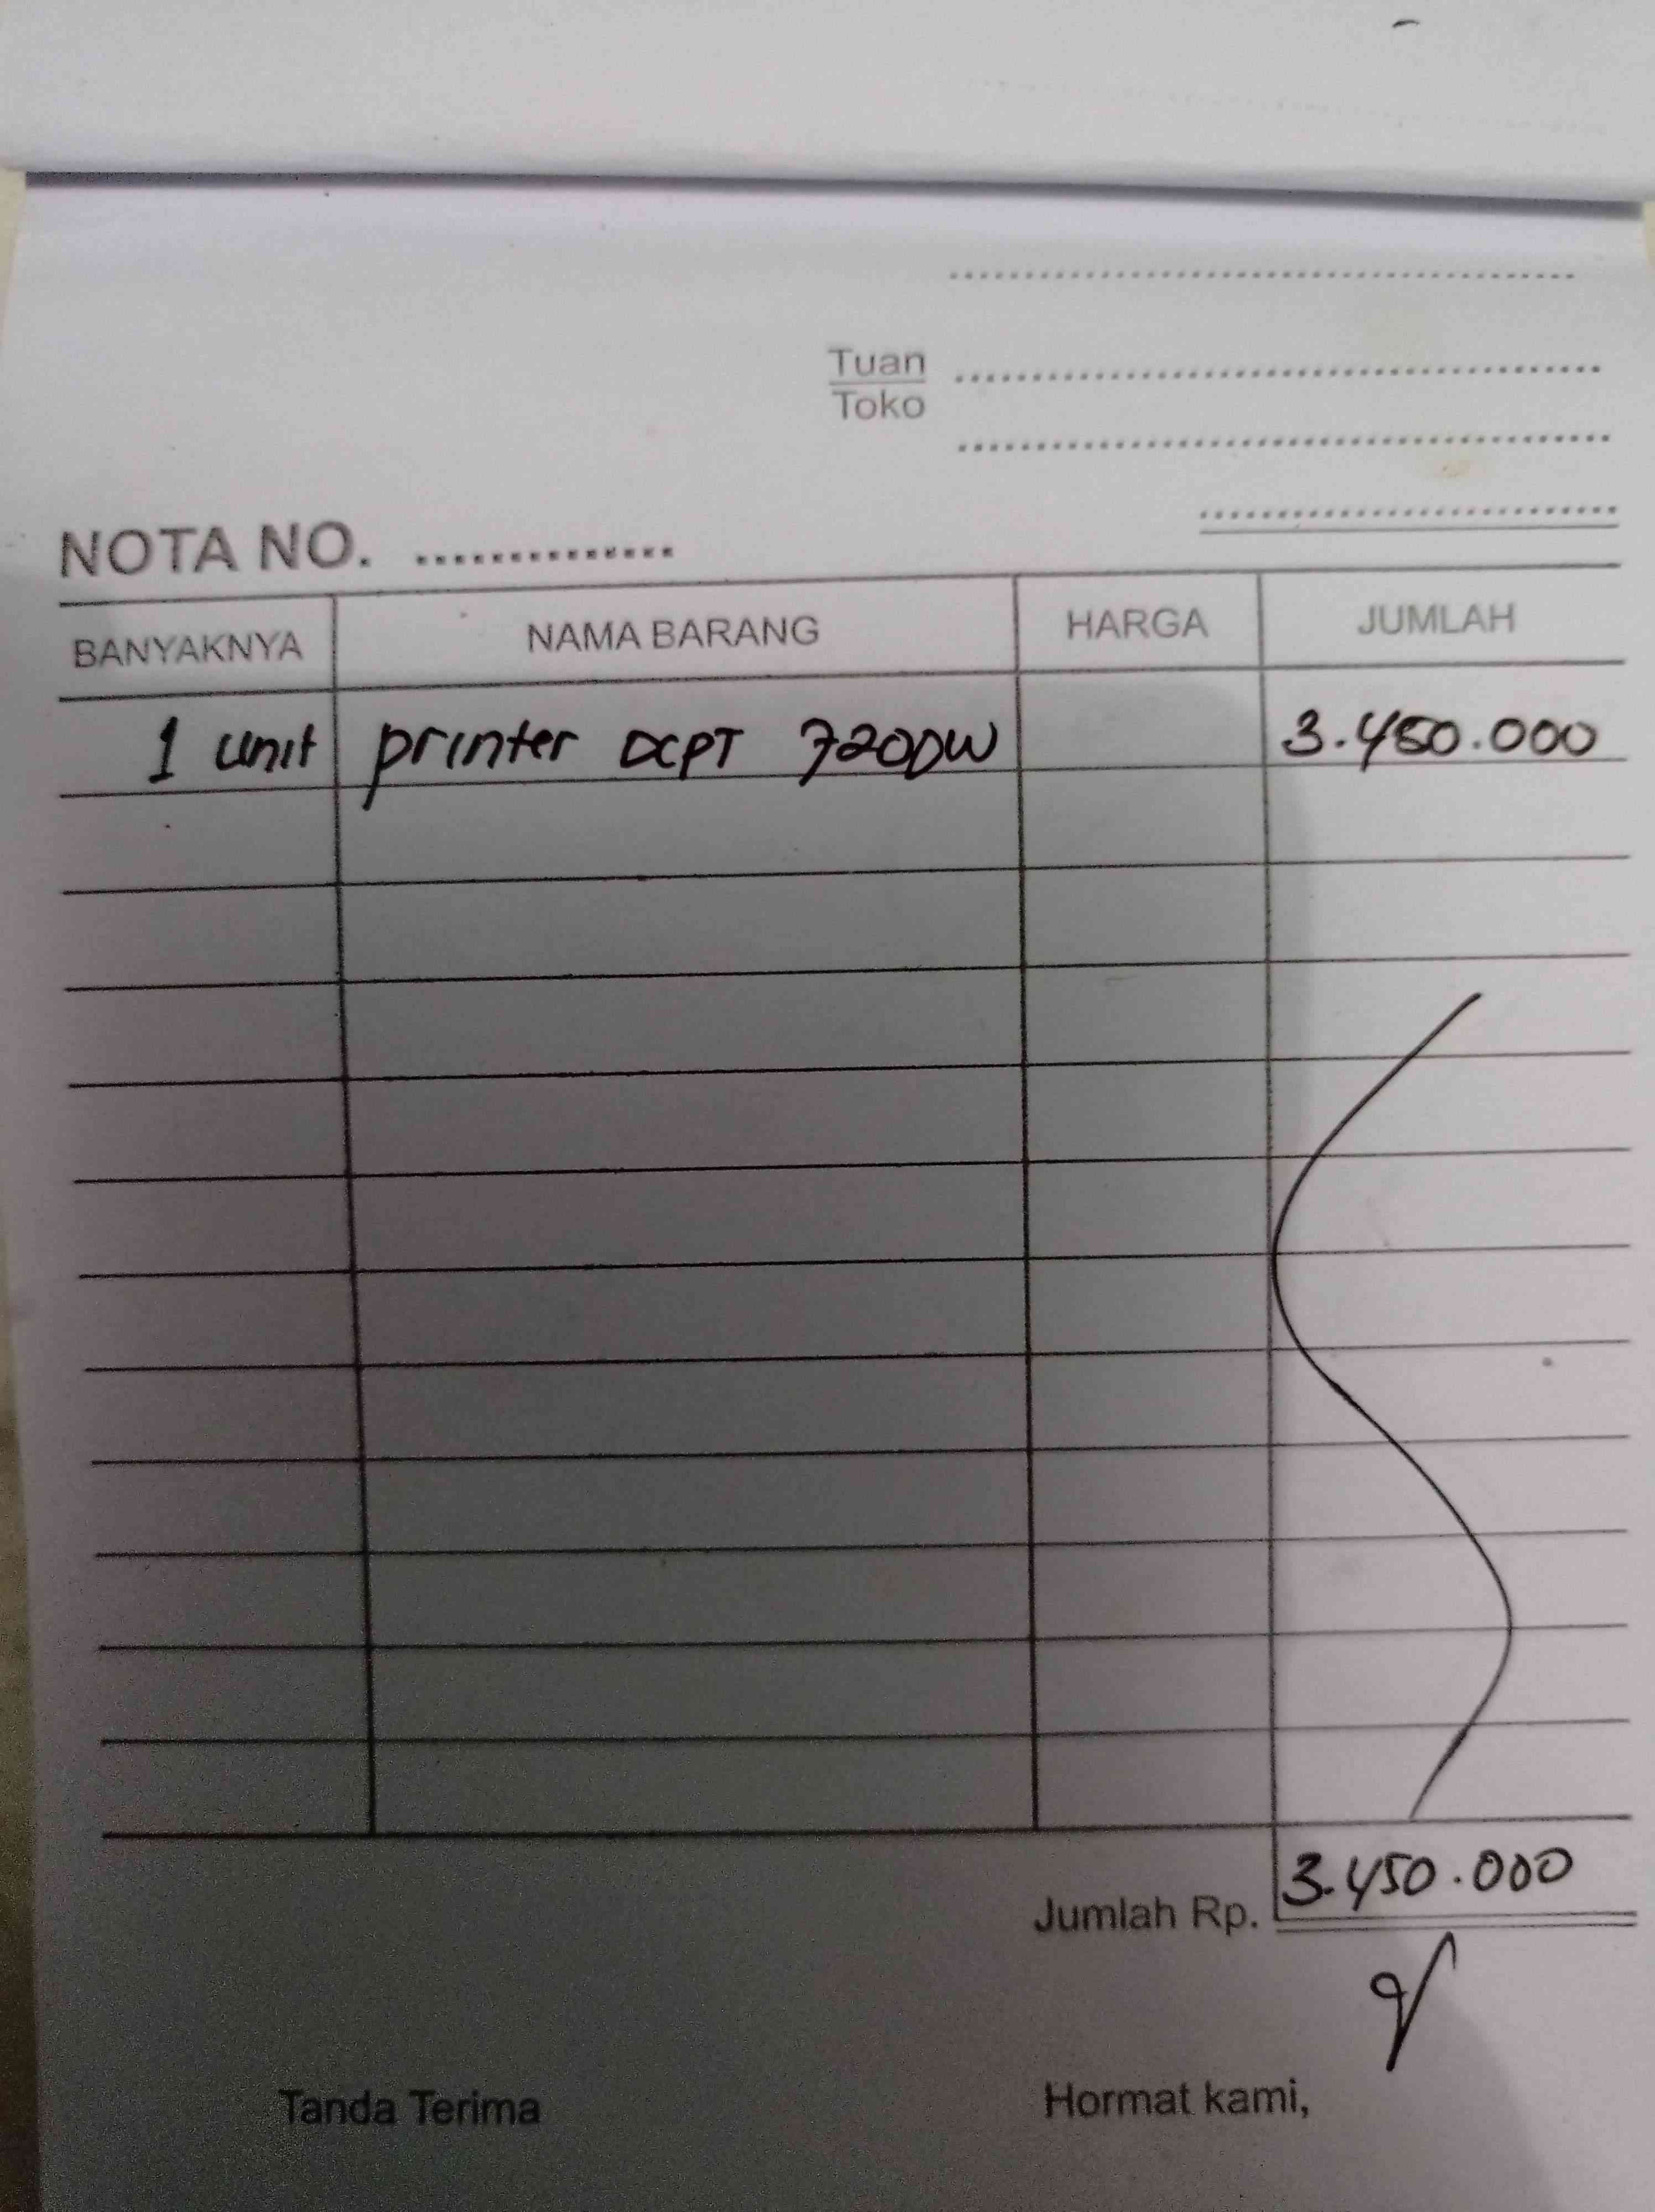 Tuan
Toko
NOTA NO. ..............
BANYAKNYA NAMA BARANG HARGA JUMLAH
1 unit printer DCPT 720DW 3.450.000
Jumlah Rp. 3.450.000
Tanda Terima Hormat kami,